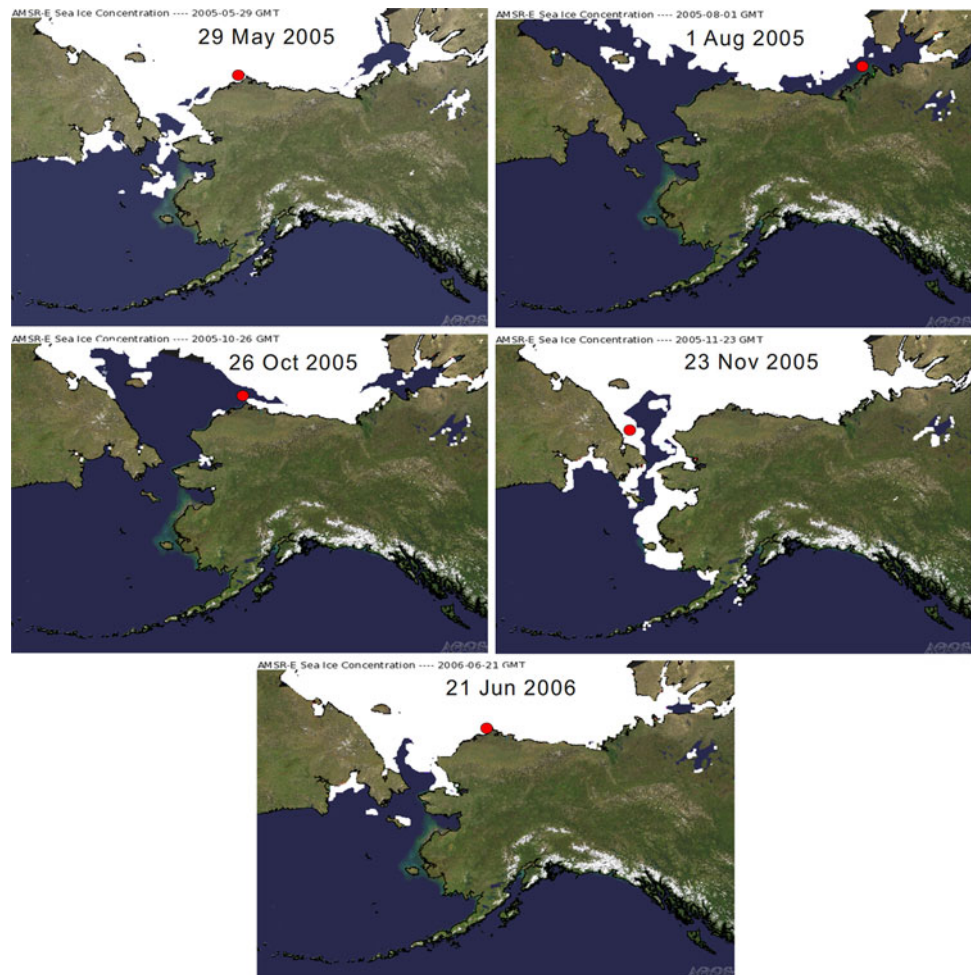 AMSR-E Sea Ice Concentration ---- 2005-05-29 GMT
29 May 2005
AMSR-E Sea Ice Concentration ---- 2005-08-01 GMT
1 Aug 2005
AMSR-E Sea Ice Concentration ---- 2005-10-26 GMT
26 Oct 2005
AMSR-E Sea Ice Concentration ---- 2005-11-23 GMT
23 Nov 2005
AMSR-E Sea Ice Concentration ---- 2006-06-21 GMT
21 Jun 2006